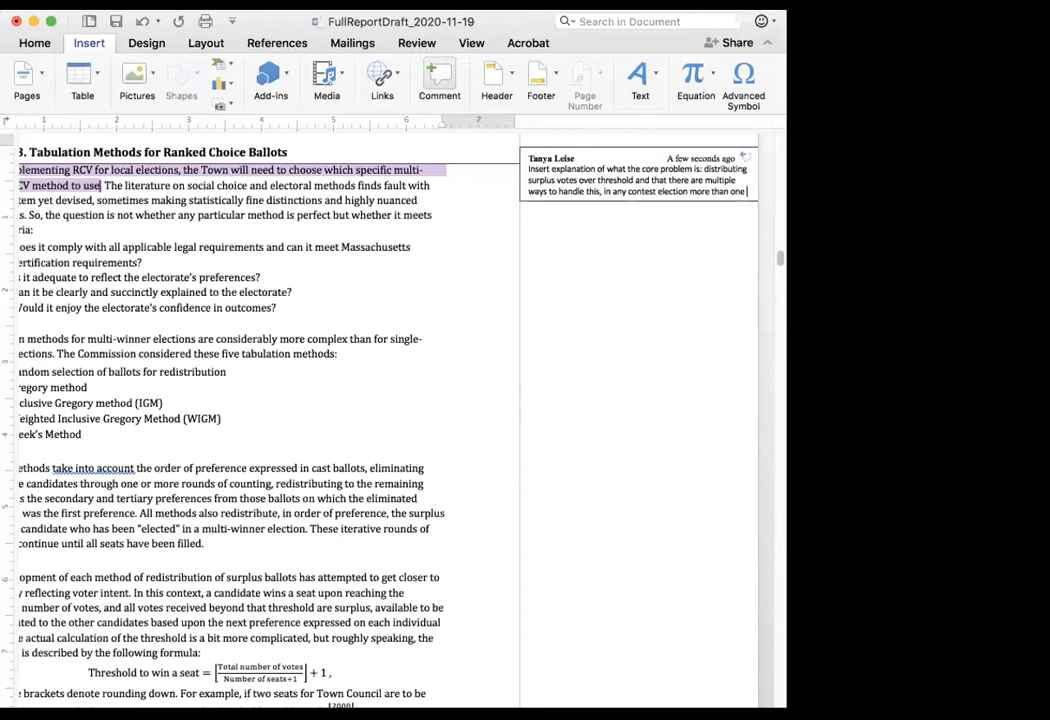 FullReportDraft_2020-11-19
Search in Document
Home Insert Design Layout References Mailings Review View Acrobat Share
Pages Table Pictures Shapes Add-ins Media Links Comment Header Footer Page Number Text Equation Advanced Symbol
1 2 3 4 5 6 7
3. Tabulation Methods for Ranked Choice Ballots
plementing RCV for local elections, the Town will need to choose which specific multi-
CV method to use The literature on social choice and electoral methods finds fault with
tem yet devised, sometimes making statistically fine distinctions and highly nuanced
s. So, the question is not whether any particular method is perfect but whether it meets
ria:
oes it comply with all applicable legal requirements and can it meet Massachusetts
ertification requirements?
s it adequate to reflect the electorate's preferences?
an it be clearly and succinctly explained to the electorate?
Would it enjoy the electorate's confidence in outcomes?
n methods for multi-winner elections are considerably more complex than for single-
ections. The Commission considered these five tabulation methods:
andom selection of ballots for redistribution
regory method
clusive Gregory method (IGM)
eighted Inclusive Gregory Method (WIGM)
eek's Method
ethods take into account the order of preference expressed in cast ballots, eliminating
e candidates through one or more rounds of counting, redistributing to the remaining
s the secondary and tertiary preferences from those ballots on which the eliminated
was the first preference. All methods also redistribute, in order of preference, the surplus
candidate who has been "elected" in a multi-winner election. These iterative rounds of
continue until all seats have been filled.
opment of each method of redistribution of surplus ballots has attempted to get closer to
y reflecting voter intent. In this context, a candidate wins a seat upon reaching the
number of votes, and all votes received beyond that threshold are surplus, available to be
ated to the other candidates based upon the next preference expressed on each individual
e actual calculation of the threshold is a bit more complicated, but roughly speaking, the
is described by the following formula:
Threshold to win a seat = ⌊Total number of votes / Number of seats+1⌋ + 1 ,
e brackets denote rounding down. For example, if two seats for Town Council are to be
⌊2000
Tanya Leise A few seconds ago
Insert explanation of what the core problem is: distributing
surplus votes over threshold and that there are multiple
ways to handle this, in any contest election more than one